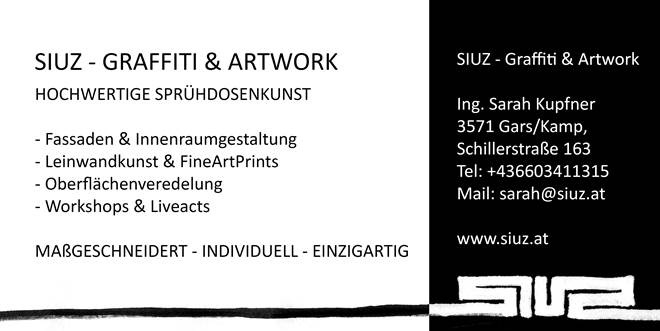 SIUZ - GRAFFITI & ARTWORK
HOCHWERTIGE SPRÜHDOSENKUNST
- Fassaden & Innenraumgestaltung
- Leinwandkunst & FineArtPrints
- Oberflächenveredelung
- Workshops & Liveacts
MAßGESCHNEIDERT - INDIVIDUELL - EINZIGARTIG
SIUZ - Graffiti & Artwork
Ing. Sarah Kupfner
3571 Gars/Kamp,
Schillerstraße 163
Tel: +436603411315
Mail: sarah@siuz.at
www.siuz.at
SIUZ